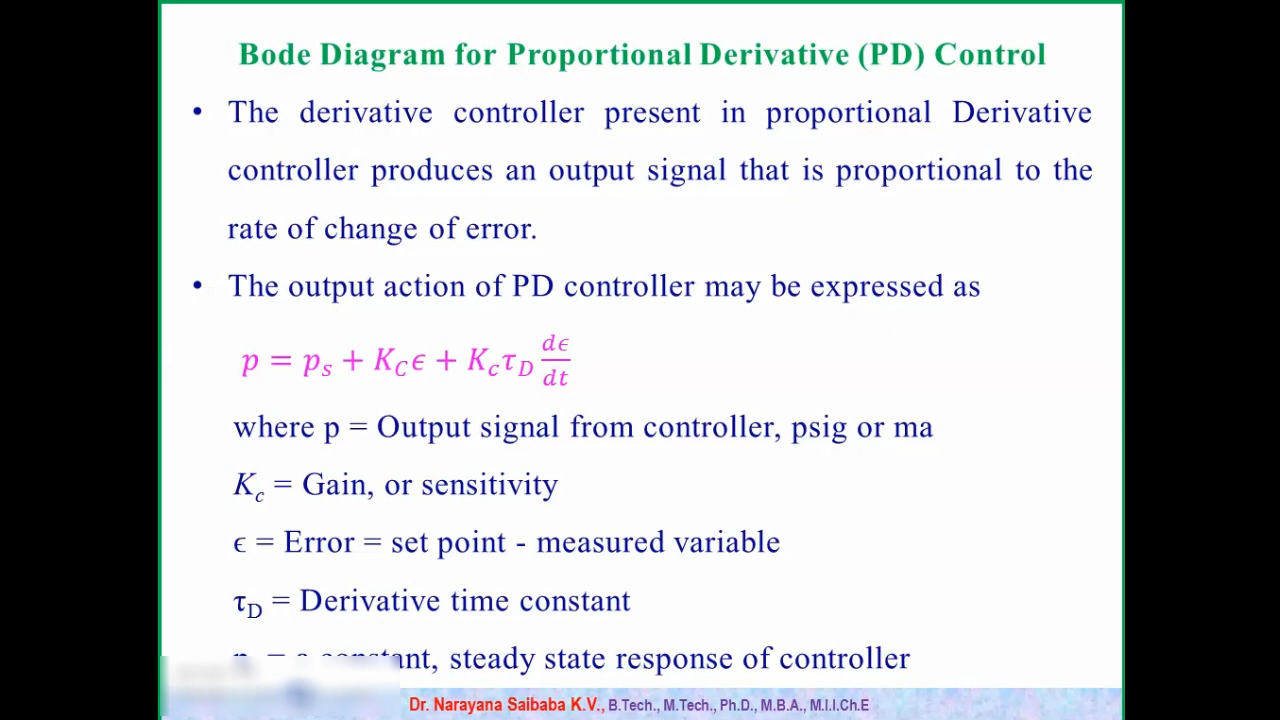 Bode Diagram for Proportional Derivative (PD) Control
• The derivative controller present in proportional Derivative
controller produces an output signal that is proportional to the
rate of change of error.
• The output action of PD controller may be expressed as
p = pₛ + K_C ϵ + K_c τ_D dϵ/dt
where p = Output signal from controller, psig or ma
K_c = Gain, or sensitivity
ϵ = Error = set point - measured variable
τ_D = Derivative time constant
= a constant, steady state response of controller
Dr. Narayana Saibaba K.V., B.Tech., M.Tech., Ph.D., M.B.A., M.I.I.Ch.E